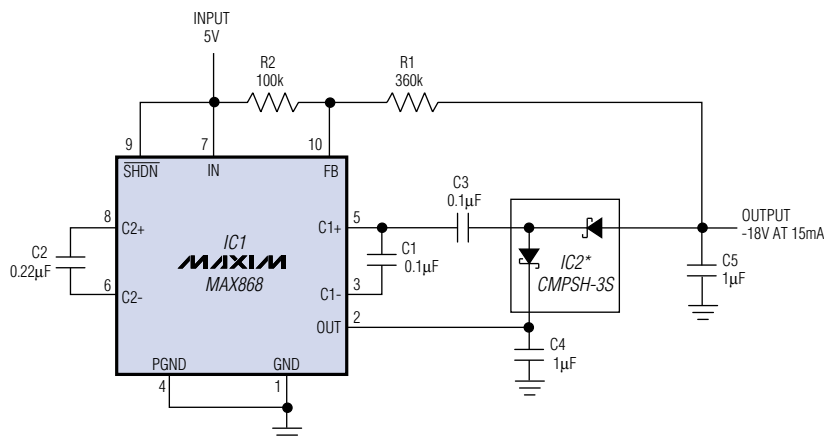 INPUT
5V
R2
100k
R1
360k
9
7
10
SHDN
IN
FB
C3
0.1µF
8
C2+
5
C1+
OUTPUT
-18V AT 15mA
IC1
MAXIM
MAX868
C2
0.22µF
C1
0.1µF
IC2*
CMPSH-3S
C5
1µF
6
C2-
3
C1-
2
OUT
C4
1µF
PGND
GND
4
1